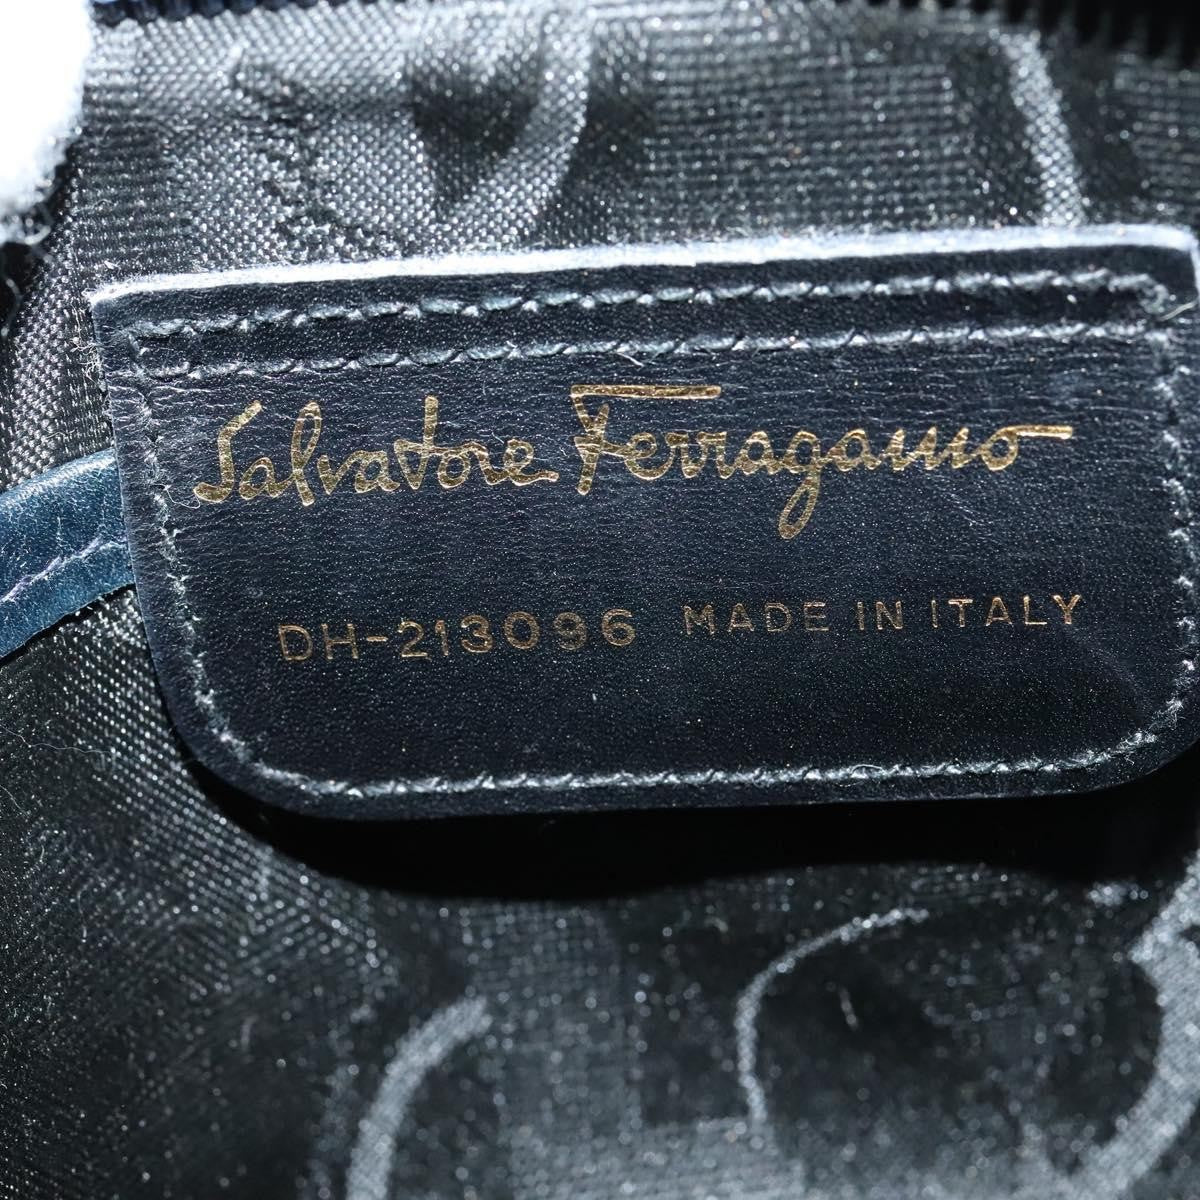 Salvatore Ferragamo
DH-213096 MADE IN ITALY